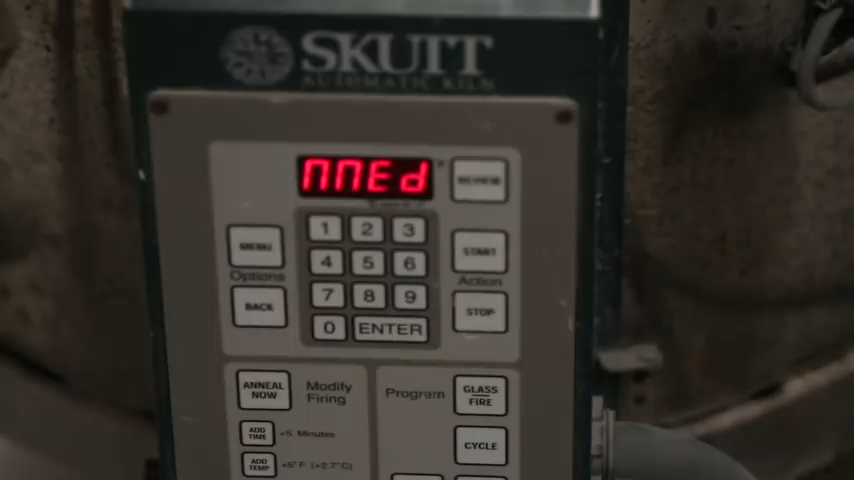 SKUTT
AUTOMATIC KILN
ΠΠEd
°F
REVIEW
1 2 3
MENU
4 5 6
START
Options
Action
7 8 9
BACK
STOP
0 ENTER
ANNEAL NOW
Modify Firing
Program
GLASS FIRE
ADD TIME
+5 Minutes
CYCLE
ADD TEMP
+5°F (+2.7°C)